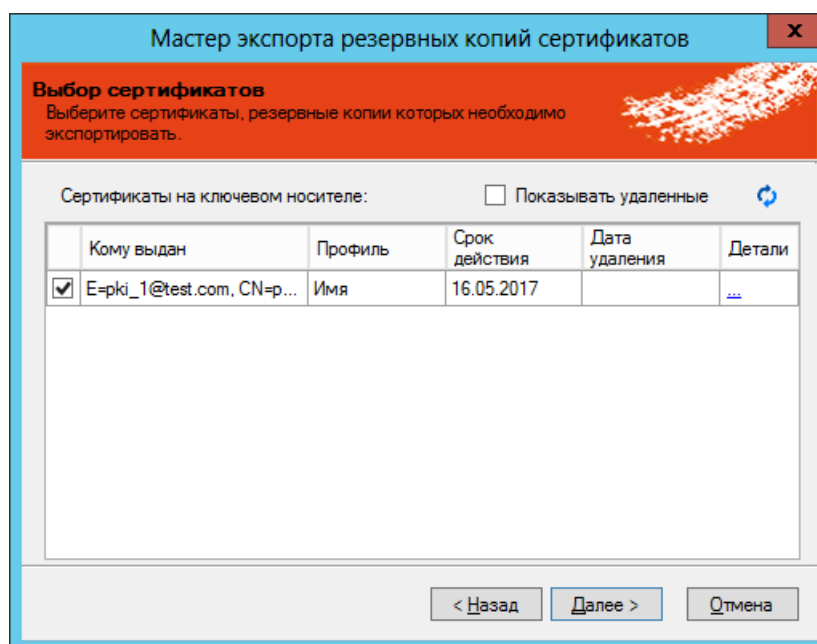 Мастер экспорта резервных копий сертификатов
x
Выбор сертификатов
Выберите сертификаты, резервные копии которых необходимо
экспортировать.
Сертификаты на ключевом носителе:
Показывать удаленные
Кому выдан
Профиль
Срок
действия
Дата
удаления
Детали
E=pki_1@test.com, CN=p...
Имя
16.05.2017
...
< Назад
Далее >
Отмена